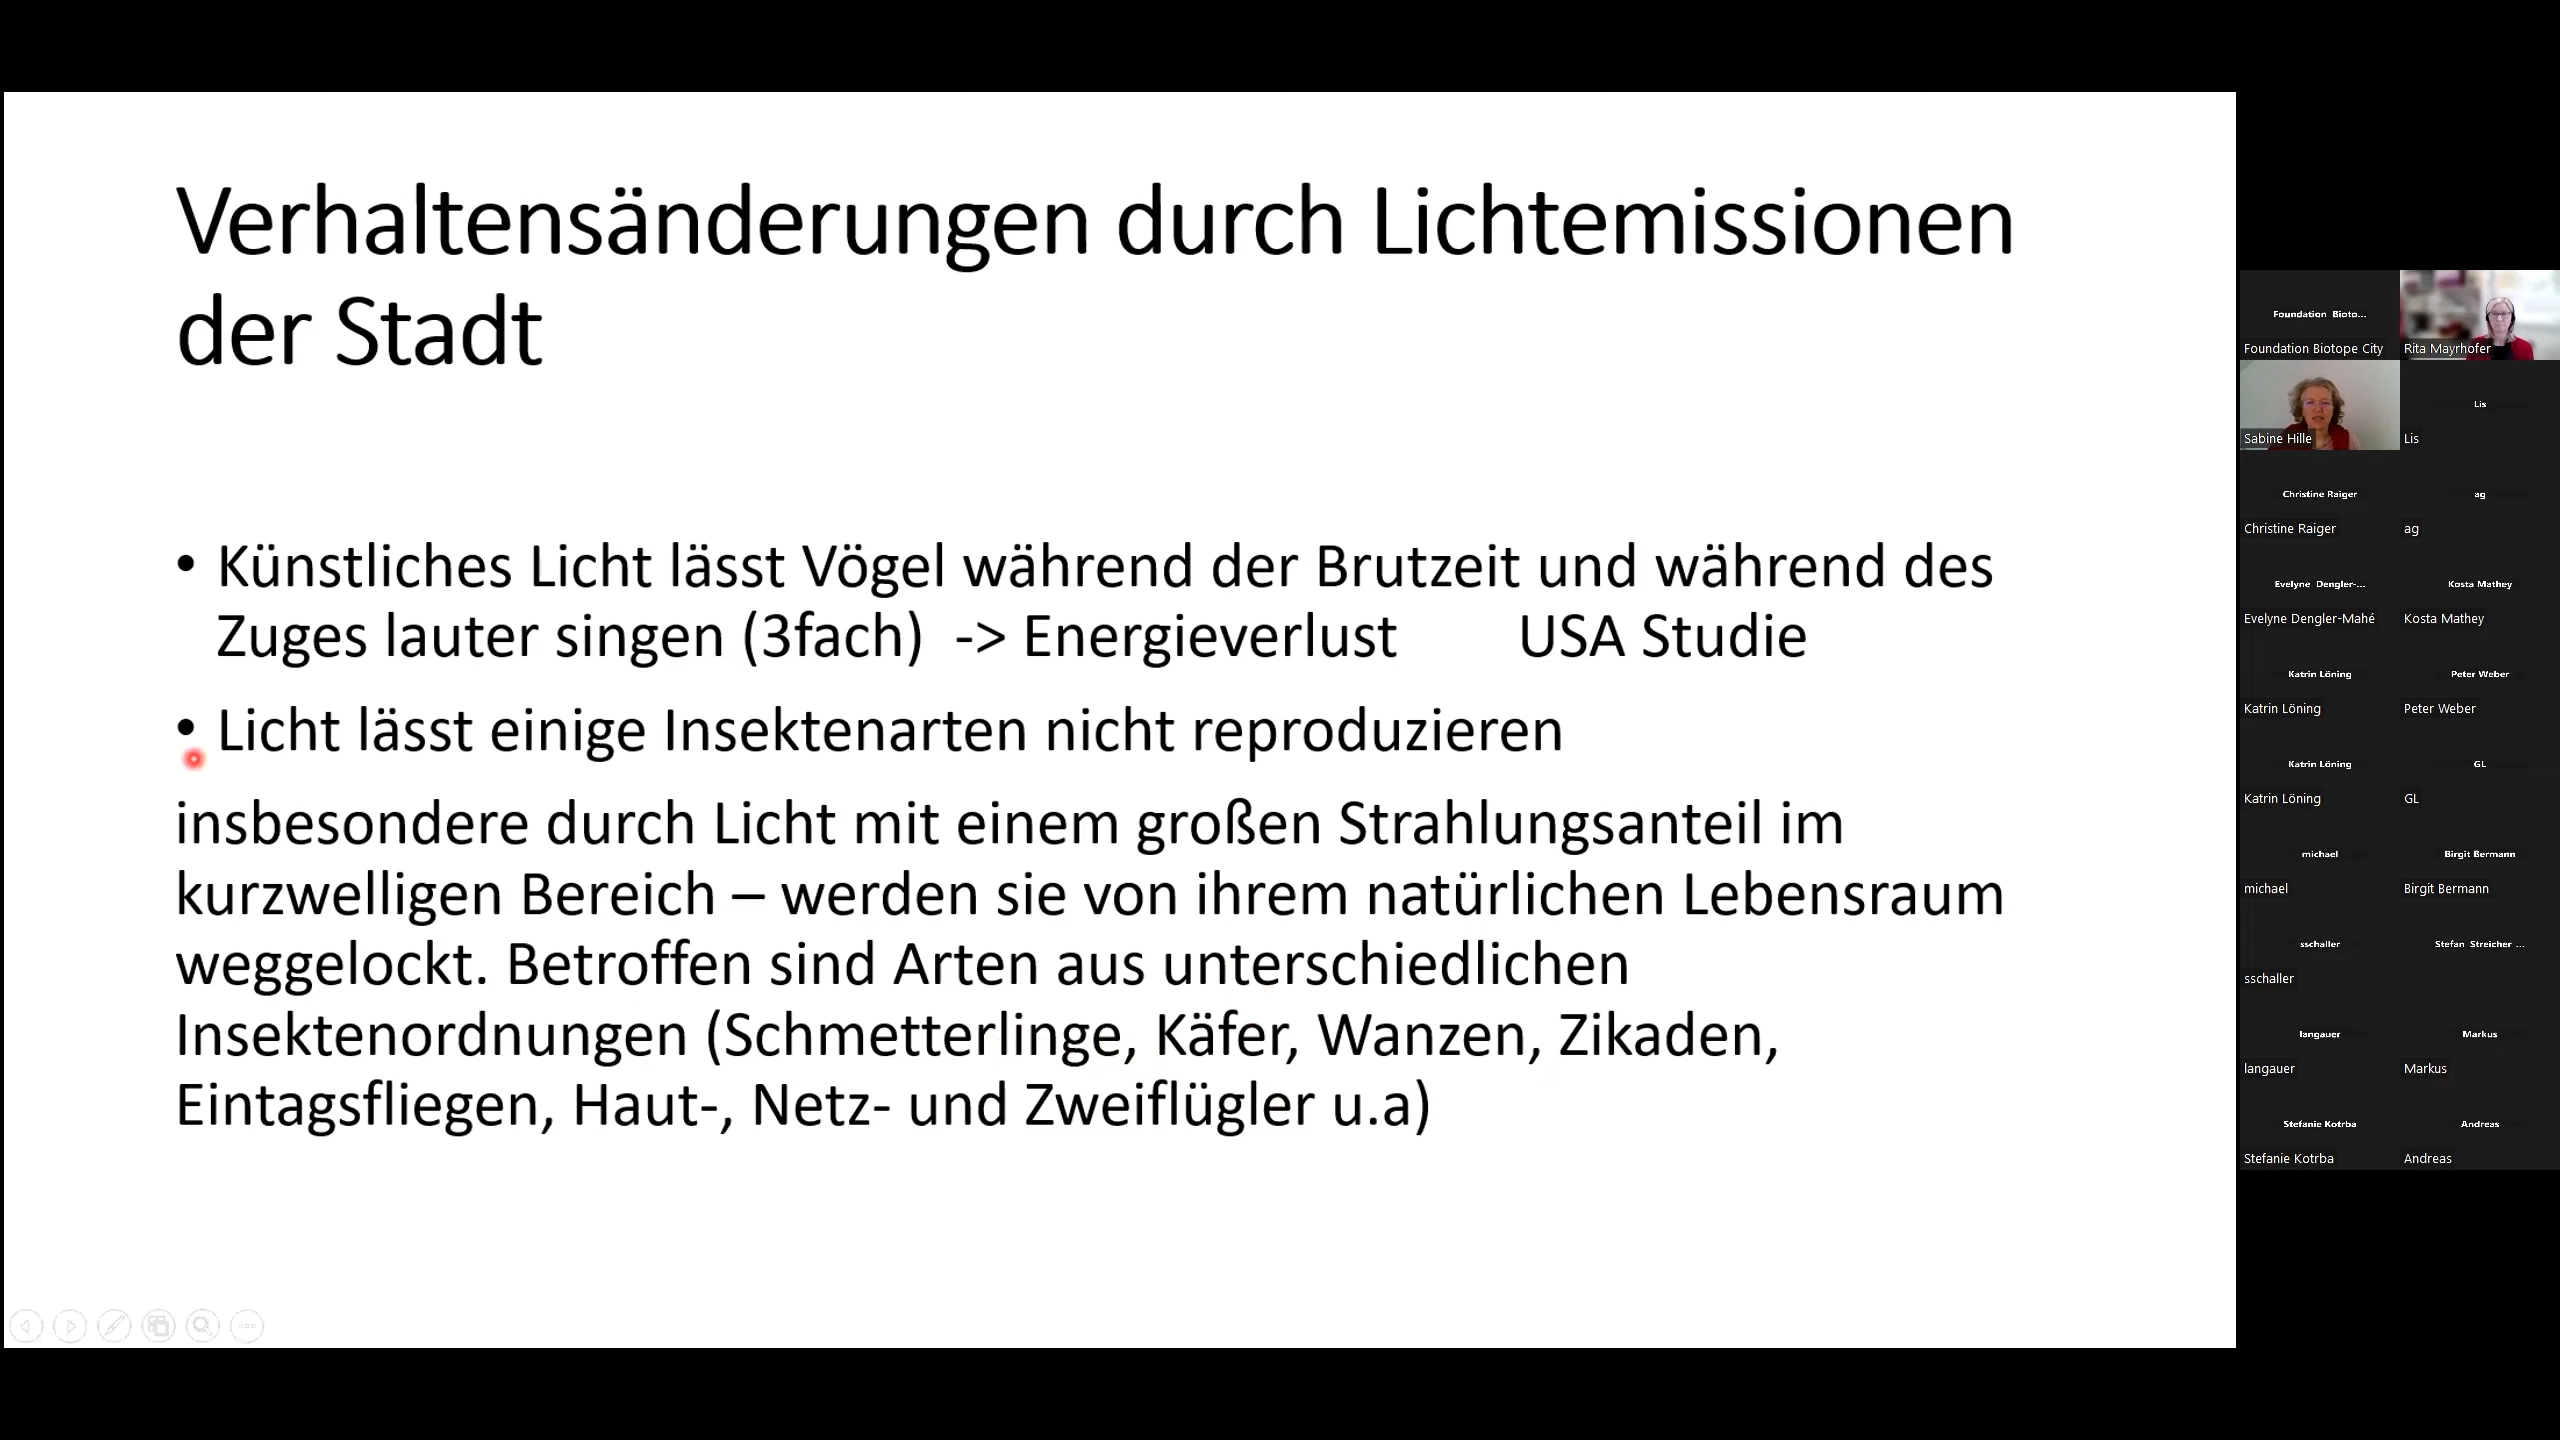 Verhaltensänderungen durch Lichtemissionen
der Stadt
• Künstliches Licht lässt Vögel während der Brutzeit und während des
Zuges lauter singen (3fach) -> Energieverlust USA Studie
• Licht lässt einige Insektenarten nicht reproduzieren
insbesondere durch Licht mit einem großen Strahlungsanteil im
kurzwelligen Bereich – werden sie von ihrem natürlichen Lebensraum
weggelockt. Betroffen sind Arten aus unterschiedlichen
Insektenordnungen (Schmetterlinge, Käfer, Wanzen, Zikaden,
Eintagsfliegen, Haut-, Netz- und Zweiflügler u.a)
Foundation Bioto...
Foundation Biotope City
Rita Mayrhofer
Sabine Hille
Lis
Lis
Christine Raiger
Christine Raiger
ag
ag
Evelyne Dengler-...
Evelyne Dengler-Mahé
Kosta Mathey
Kosta Mathey
Katrin Löning
Katrin Löning
Peter Weber
Peter Weber
Katrin Löning
Katrin Löning
GL
GL
michael
michael
Birgit Bermann
Birgit Bermann
sschaller
sschaller
Stefan Streicher ...
langauer
langauer
Markus
Markus
Stefanie Kotrba
Stefanie Kotrba
Andreas
Andreas